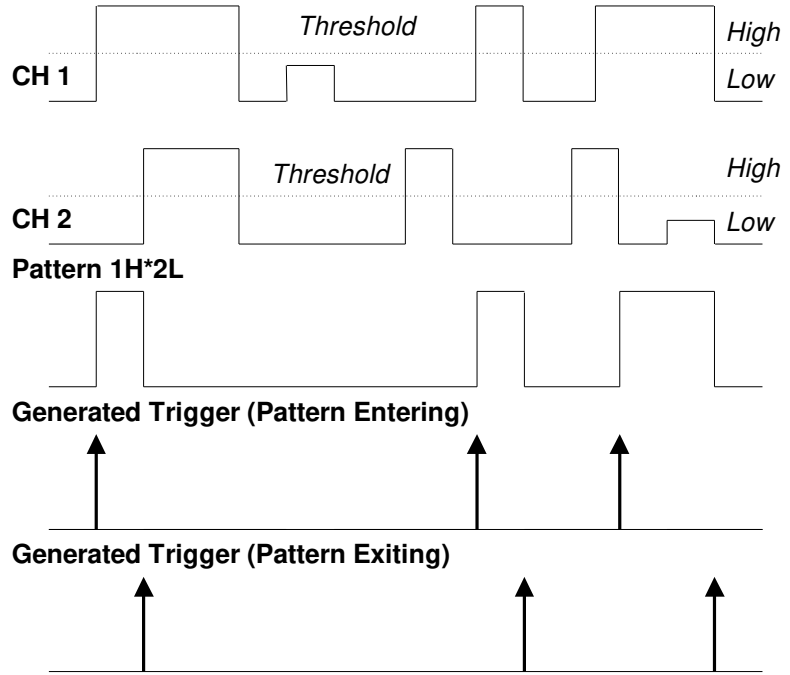 Threshold
High
CH 1
Low
Threshold
High
CH 2
Low
Pattern 1H*2L
Generated Trigger (Pattern Entering)
Generated Trigger (Pattern Exiting)